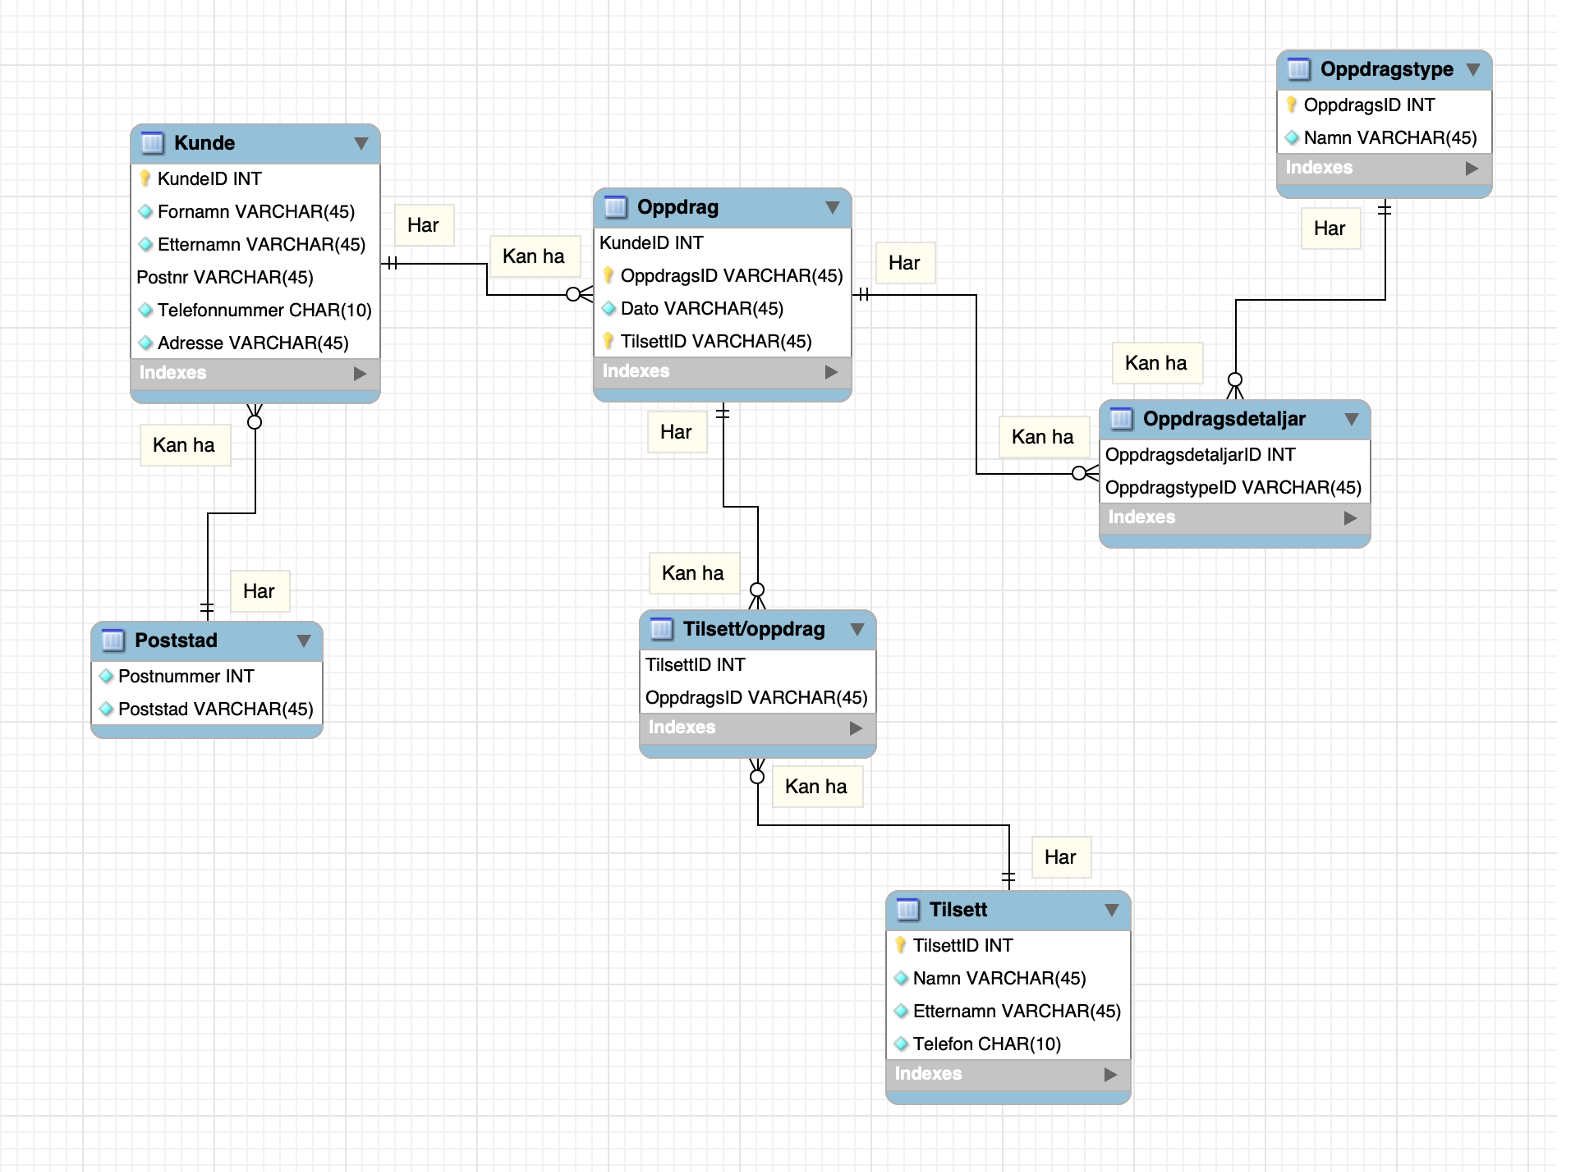 Oppdragstype
OppdragsID INT
Namn VARCHAR(45)
Indexes
Har
Kunde
KundeID INT
Fornamn VARCHAR(45)
Etternamn VARCHAR(45)
Postnr VARCHAR(45)
Telefonnummer CHAR(10)
Adresse VARCHAR(45)
Indexes
Har
Kan ha
Oppdrag
KundeID INT
OppdragsID VARCHAR(45)
Dato VARCHAR(45)
TilsettID VARCHAR(45)
Indexes
Har
Kan ha
Kan ha
Oppdragsdetaljar
OppdragsdetaljarID INT
OppdragstypeID VARCHAR(45)
Indexes
Kan ha
Har
Poststad
Postnummer INT
Poststad VARCHAR(45)
Har
Kan ha
Tilsett/oppdrag
TilsettID INT
OppdragsID VARCHAR(45)
Indexes
Kan ha
Har
Tilsett
TilsettID INT
Namn VARCHAR(45)
Etternamn VARCHAR(45)
Telefon CHAR(10)
Indexes